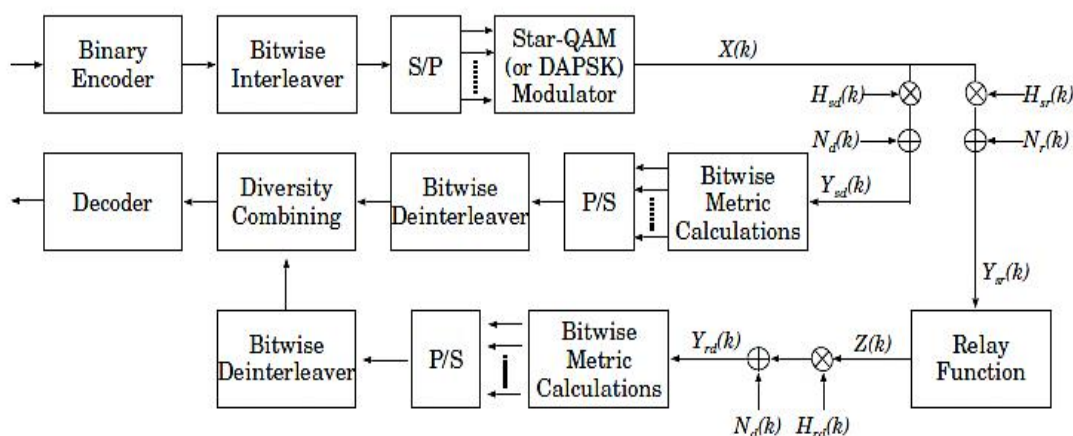 Binary
Encoder
Bitwise
Interleaver
S/P
Star-QAM
(or DAPSK)
Modulator
X(k)
H_sd(k)
H_sr(k)
N_d(k)
N_r(k)
Y_sd(k)
Decoder
Diversity
Combining
Bitwise
Deinterleaver
P/S
Bitwise
Metric
Calculations
Y_sr(k)
Bitwise
Deinterleaver
P/S
Bitwise
Metric
Calculations
Y_rd(k)
Z(k)
Relay
Function
N_d(k)
H_rd(k)